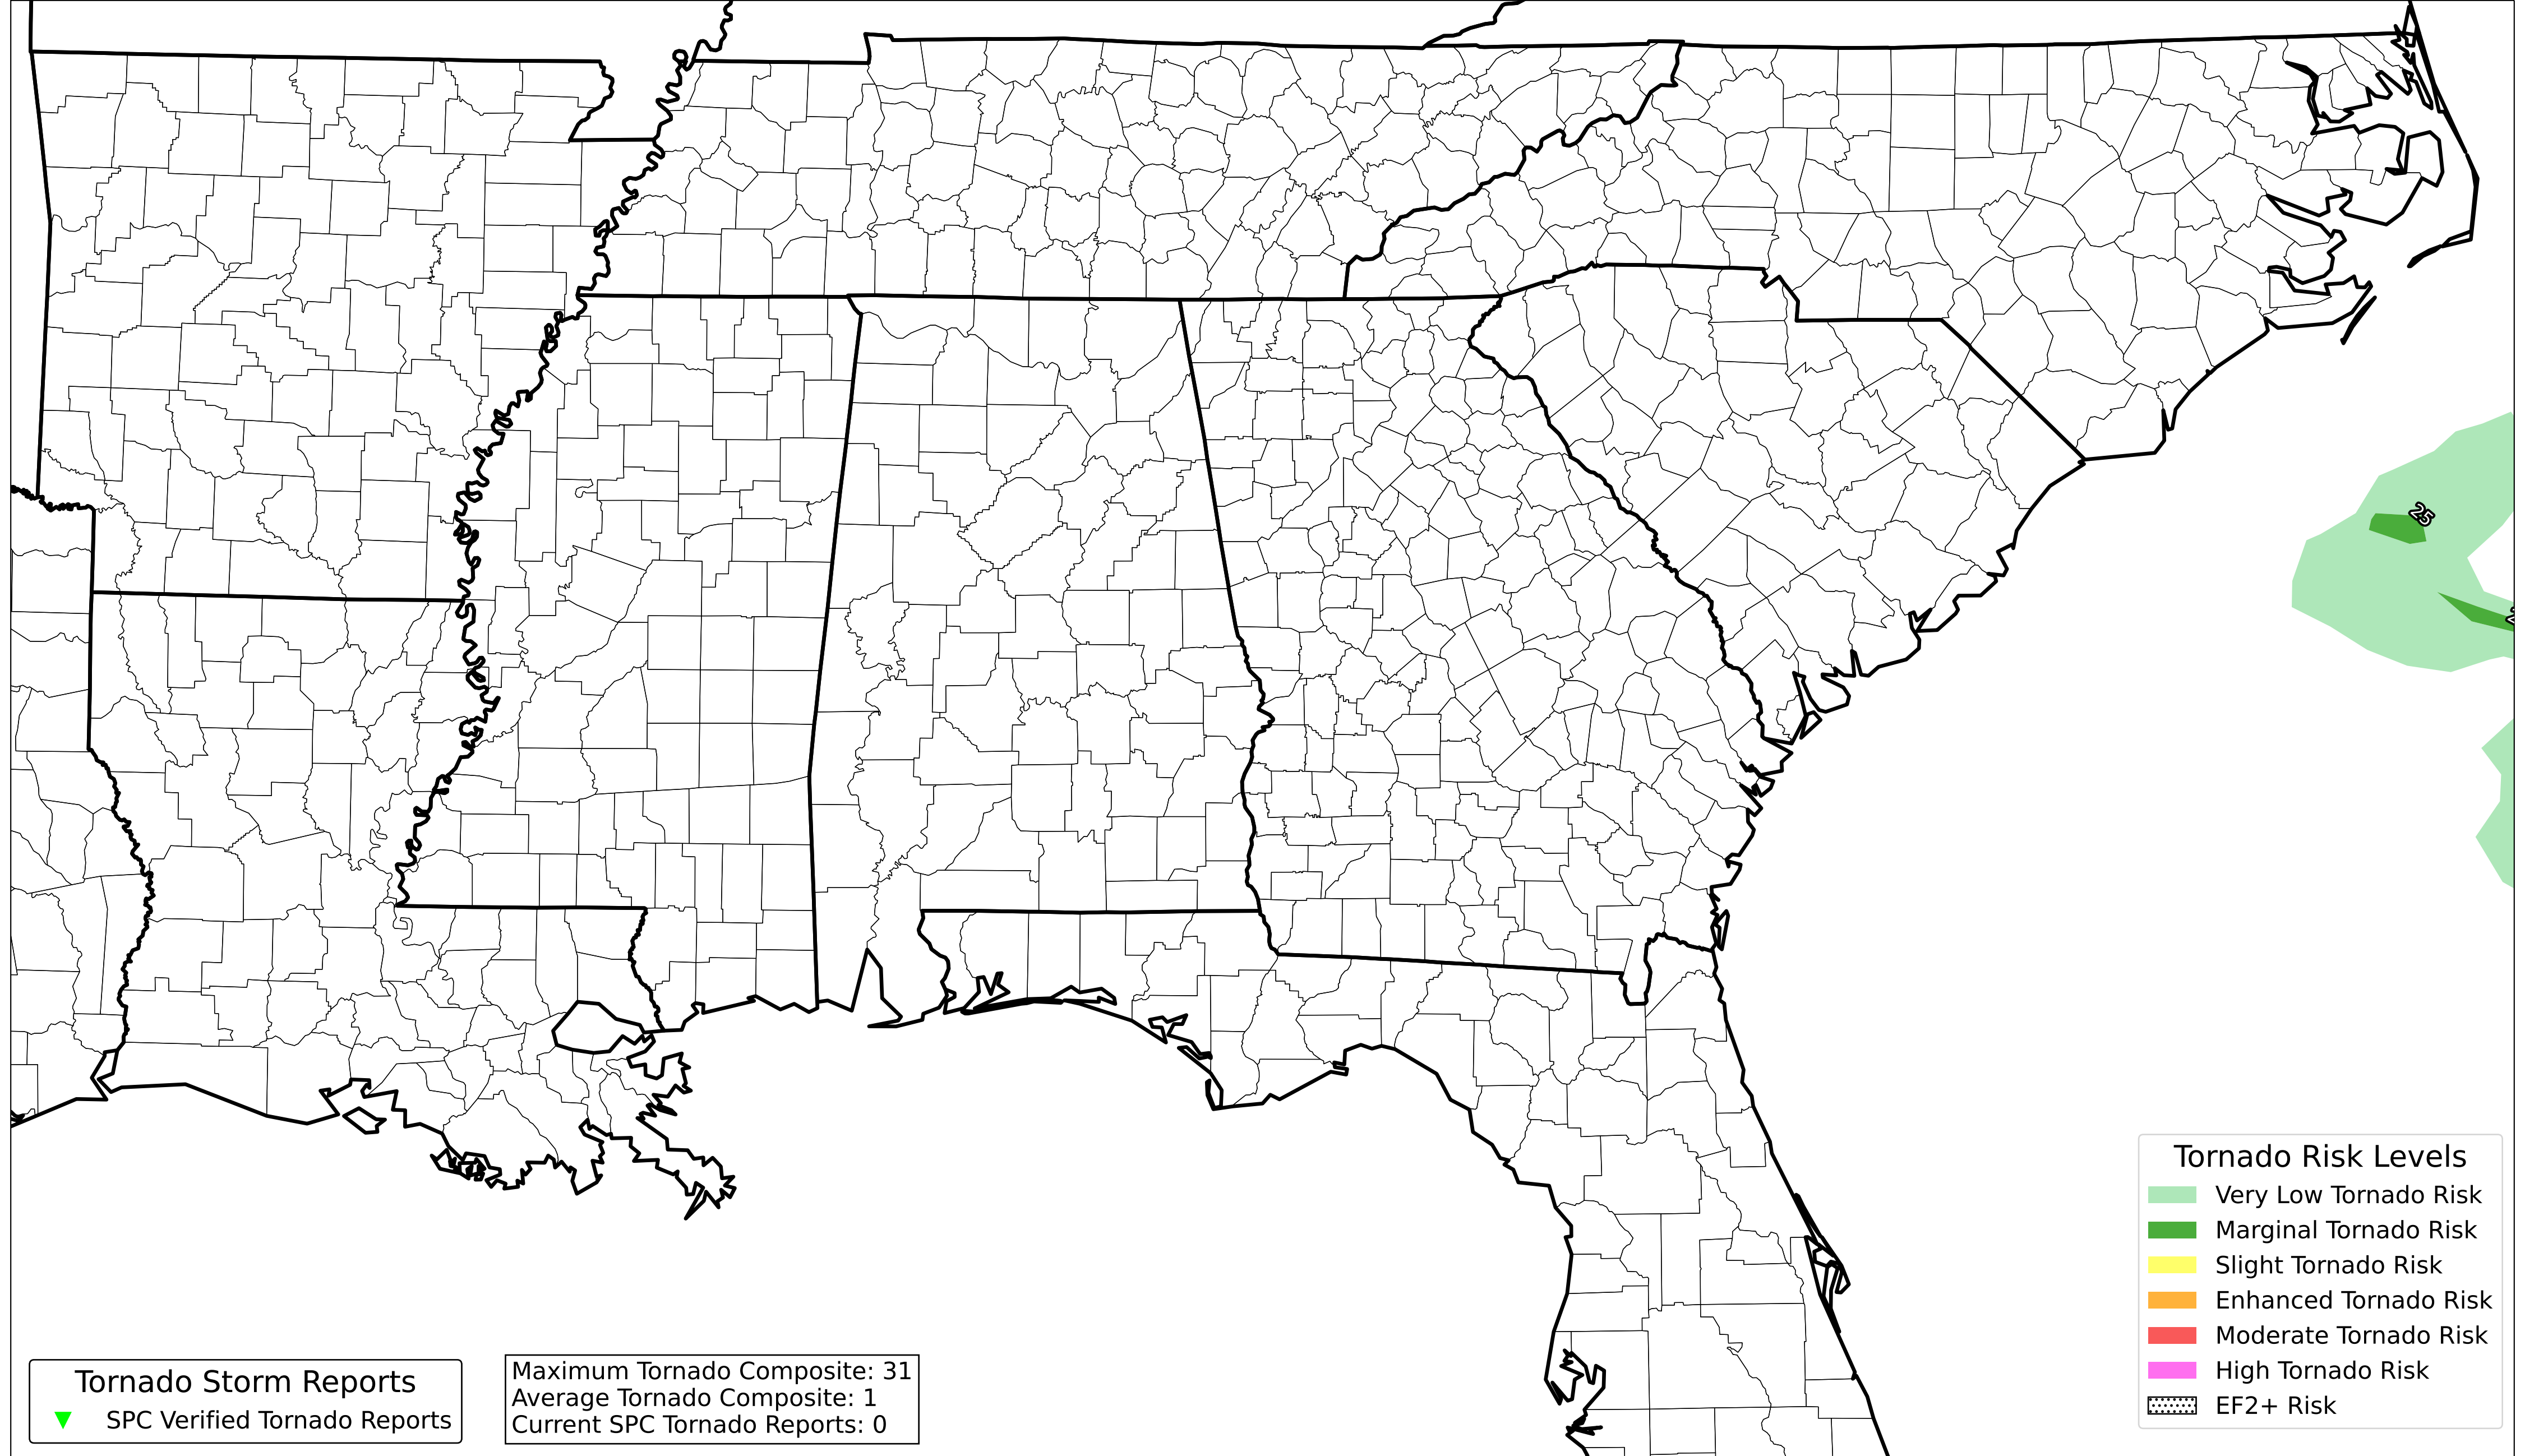 25
Tornado Risk Levels
Very Low Tornado Risk
Marginal Tornado Risk
Slight Tornado Risk
Enhanced Tornado Risk
Moderate Tornado Risk
High Tornado Risk
EF2+ Risk
Tornado Storm Reports
SPC Verified Tornado Reports
Maximum Tornado Composite: 31
Average Tornado Composite: 1
Current SPC Tornado Reports: 0